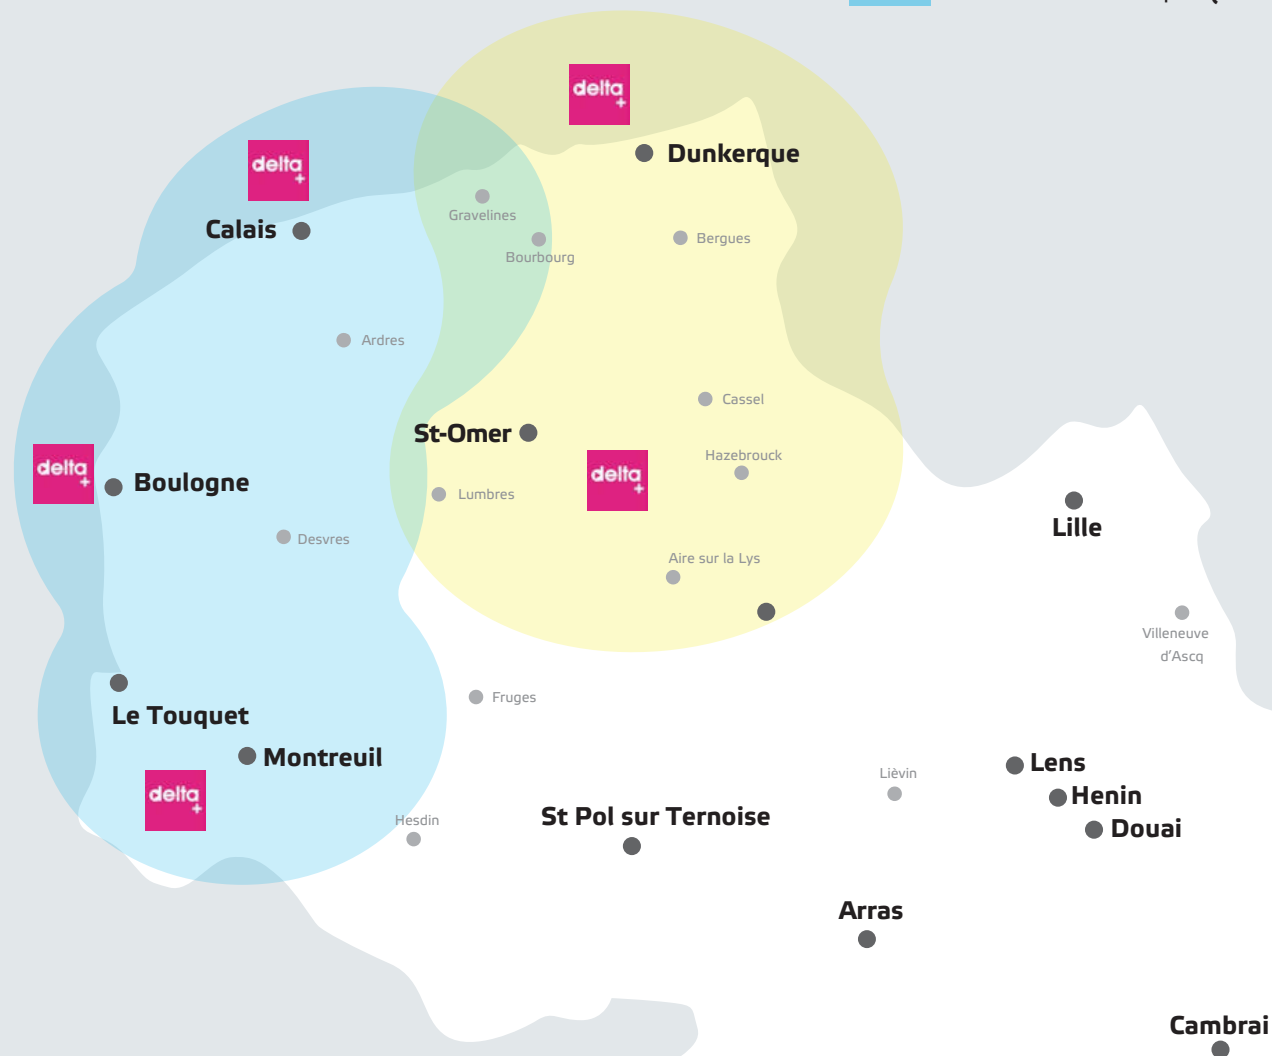 delta
+
Dunkerque
delta
+
Gravelines
Calais
Bergues
Bourbourg
Ardres
Cassel
St-Omer
Hazebrouck
delta
+
delta
+
Boulogne
Lumbres
Lille
Desvres
Aire sur la Lys
Villeneuve
d'Ascq
Fruges
Le Touquet
Montreuil
Lens
Lièvin
Henin
delta
+
St Pol sur Ternoise
Hesdin
Douai
Arras
Cambrai